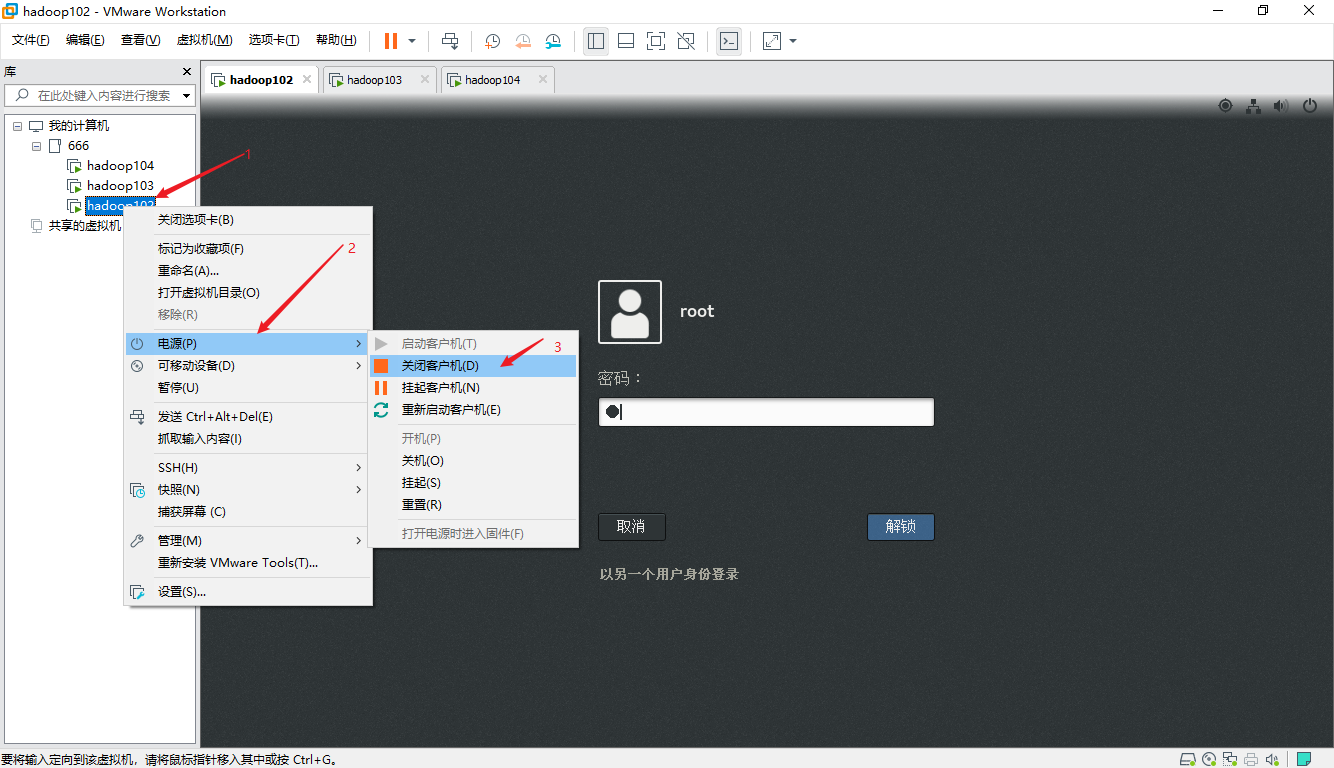 hadoop102 - VMware Workstation
文件(F) 编辑(E) 查看(V) 虚拟机(M) 选项卡(T) 帮助(H)
库
在此处键入内容进行搜索
我的计算机
666
hadoop104
hadoop103
hadoop102
共享的虚拟机
hadoop102 hadoop103 hadoop104
1
关闭选项卡(B)
标记为收藏项(F)
2
重命名(A)...
打开虚拟机目录(O)
移除(R)
电源(P)
可移动设备(D)
暂停(U)
发送 Ctrl+Alt+Del(E)
抓取输入内容(I)
SSH(H)
快照(N)
捕获屏幕 (C)
管理(M)
重新安装 VMware Tools(T)...
设置(S)...
启动客户机(T)
3
关闭客户机(D)
挂起客户机(N)
重新启动客户机(E)
开机(P)
关机(O)
挂起(S)
重置(R)
打开电源时进入固件(F)
root
密码：
取消
解锁
以另一个用户身份登录
要将输入定向到该虚拟机，请将鼠标指针移入其中或按 Ctrl+G。